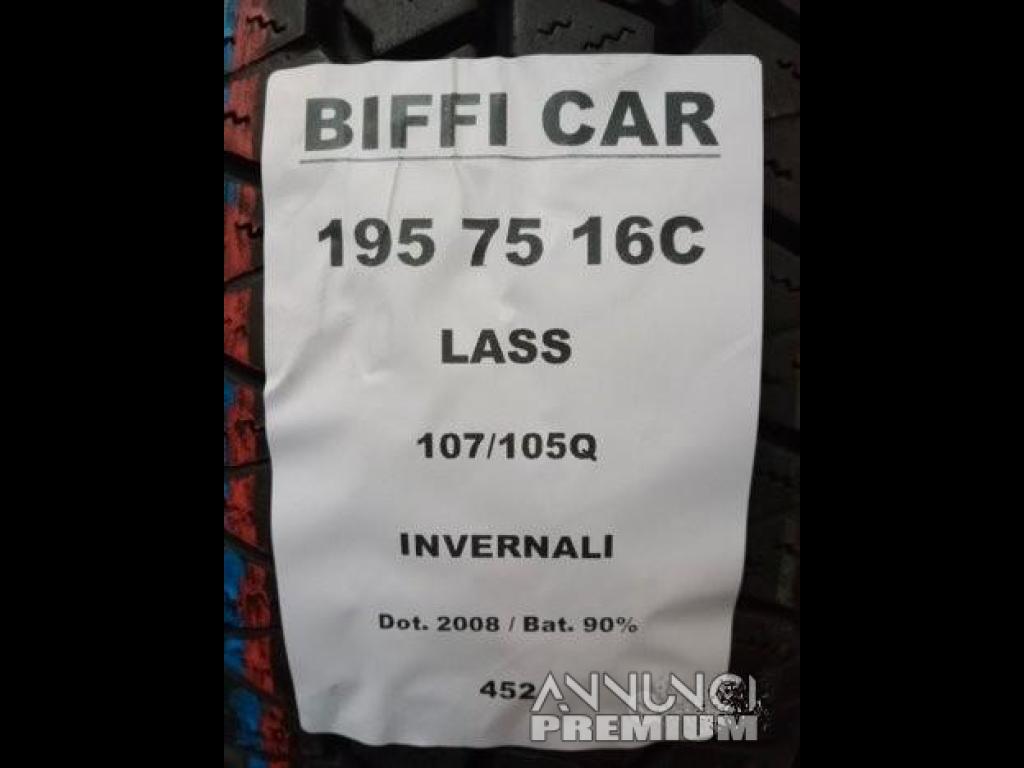 BIFFI CAR
195 75 16C
LASS
107/105Q
INVERNALI
Dot. 2008 / Bat. 90%
452
ANNUNCI
PREMIUM